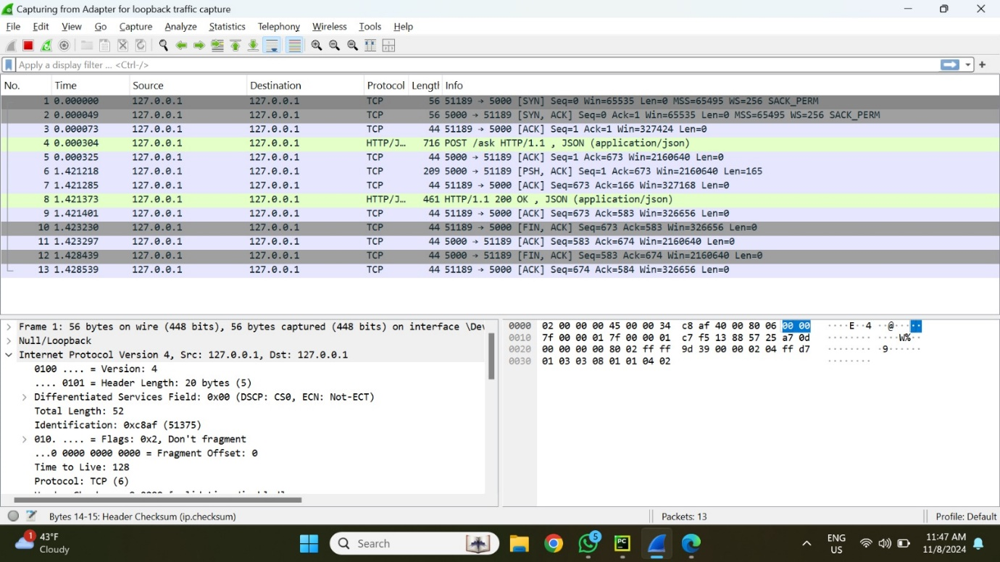 Capturing from Adapter for loopback traffic capture
File Edit View Go Capture Analyze Statistics Telephony Wireless Tools Help
Apply a display filter ... <Ctrl-/>
No. Time Source Destination Protocol Length Info
1 0.000000 127.0.0.1 127.0.0.1 TCP 56 51189 → 5000 [SYN] Seq=0 Win=65535 Len=0 MSS=65495 WS=256 SACK_PERM
2 0.000049 127.0.0.1 127.0.0.1 TCP 56 5000 → 51189 [SYN, ACK] Seq=0 Ack=1 Win=65535 Len=0 MSS=65495 WS=256 SACK_PERM
3 0.000073 127.0.0.1 127.0.0.1 TCP 44 51189 → 5000 [ACK] Seq=1 Ack=1 Win=327424 Len=0
4 0.000304 127.0.0.1 127.0.0.1 HTTP/J... 716 POST /ask HTTP/1.1 , JSON (application/json)
5 0.000325 127.0.0.1 127.0.0.1 TCP 44 5000 → 51189 [ACK] Seq=1 Ack=673 Win=2160640 Len=0
6 1.421218 127.0.0.1 127.0.0.1 TCP 209 5000 → 51189 [PSH, ACK] Seq=1 Ack=673 Win=2160640 Len=165
7 1.421285 127.0.0.1 127.0.0.1 TCP 44 51189 → 5000 [ACK] Seq=673 Ack=166 Win=327168 Len=0
8 1.421373 127.0.0.1 127.0.0.1 HTTP/J... 461 HTTP/1.1 200 OK , JSON (application/json)
9 1.421401 127.0.0.1 127.0.0.1 TCP 44 51189 → 5000 [ACK] Seq=673 Ack=583 Win=326656 Len=0
10 1.423230 127.0.0.1 127.0.0.1 TCP 44 51189 → 5000 [FIN, ACK] Seq=673 Ack=583 Win=326656 Len=0
11 1.423297 127.0.0.1 127.0.0.1 TCP 44 5000 → 51189 [ACK] Seq=583 Ack=674 Win=2160640 Len=0
12 1.428439 127.0.0.1 127.0.0.1 TCP 44 5000 → 51189 [FIN, ACK] Seq=583 Ack=674 Win=2160640 Len=0
13 1.428539 127.0.0.1 127.0.0.1 TCP 44 51189 → 5000 [ACK] Seq=674 Ack=584 Win=326656 Len=0
Frame 1: 56 bytes on wire (448 bits), 56 bytes captured (448 bits) on interface \De
Null/Loopback
Internet Protocol Version 4, Src: 127.0.0.1, Dst: 127.0.0.1
0100 .... = Version: 4
.... 0101 = Header Length: 20 bytes (5)
Differentiated Services Field: 0x00 (DSCP: CS0, ECN: Not-ECT)
Total Length: 52
Identification: 0xc8af (51375)
010. .... = Flags: 0x2, Don't fragment
...0 0000 0000 0000 = Fragment Offset: 0
Time to Live: 128
Protocol: TCP (6)
0000 02 00 00 00 45 00 00 34 c8 af 40 00 80 06 00 00 ····E··4 ··@·····
0010 7f 00 00 01 7f 00 00 01 c7 f5 13 88 57 25 a7 0d ········ ····W%··
0020 00 00 00 00 80 02 ff ff 9d 39 00 00 02 04 ff d7 ········ ·9······
0030 01 03 03 08 01 01 04 02 ········
Bytes 14-15: Header Checksum (ip.checksum) Packets: 13 Profile: Default
1 43°F
Cloudy
Search
5
PC
ENG
US
11:47 AM
11/8/2024